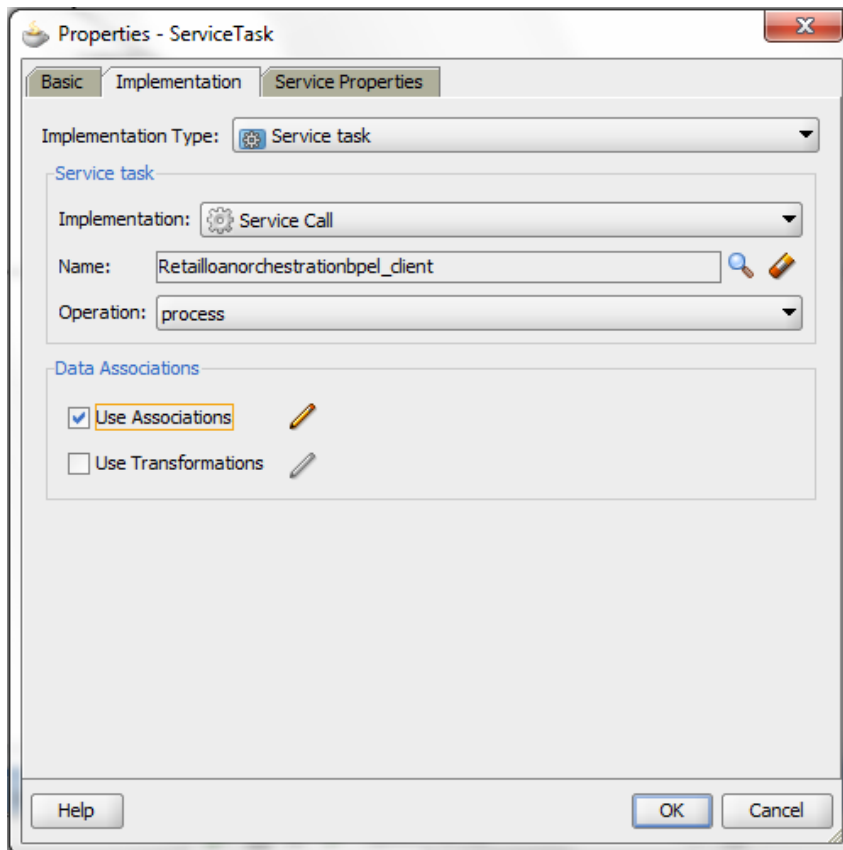 Properties - ServiceTask
Basic Implementation Service Properties
Implementation Type: Service task
Service task
Implementation: Service Call
Name: Retailloanorchestrationbpel_client
Operation: process
Data Associations
Use Associations
Use Transformations
Help OK Cancel